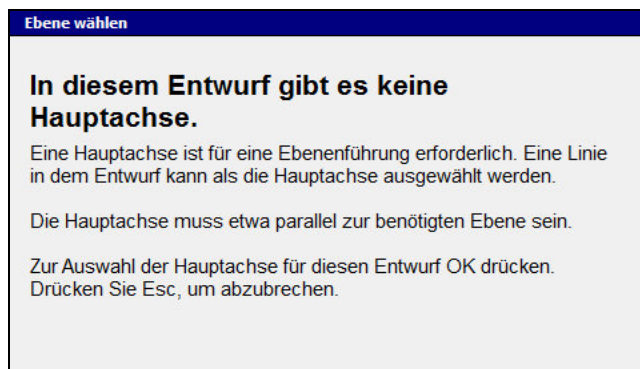 Ebene wählen
In diesem Entwurf gibt es keine
Hauptachse.
Eine Hauptachse ist für eine Ebenenführung erforderlich. Eine Linie
in dem Entwurf kann als die Hauptachse ausgewählt werden.
Die Hauptachse muss etwa parallel zur benötigten Ebene sein.
Zur Auswahl der Hauptachse für diesen Entwurf OK drücken.
Drücken Sie Esc, um abzubrechen.